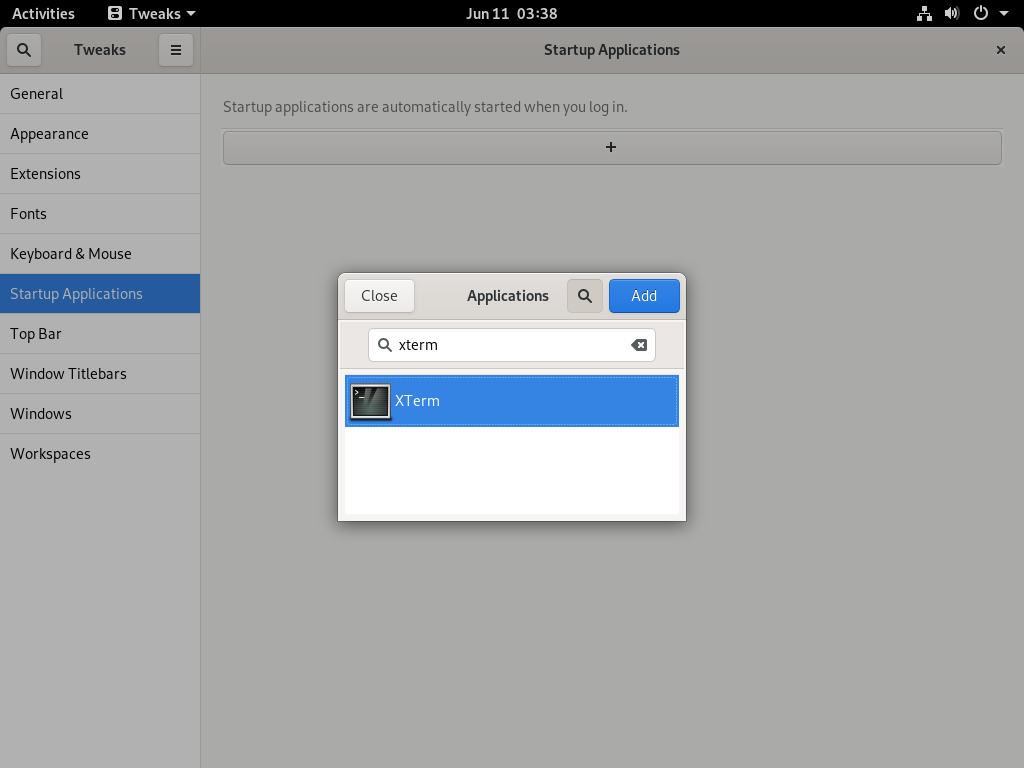 Activities Tweaks Jun 11 03:38
Tweaks Startup Applications
General
Appearance
Extensions
Fonts
Keyboard & Mouse
Startup Applications
Top Bar
Window Titlebars
Windows
Workspaces
Startup applications are automatically started when you log in.
+
Close Applications Add
xterm
XTerm